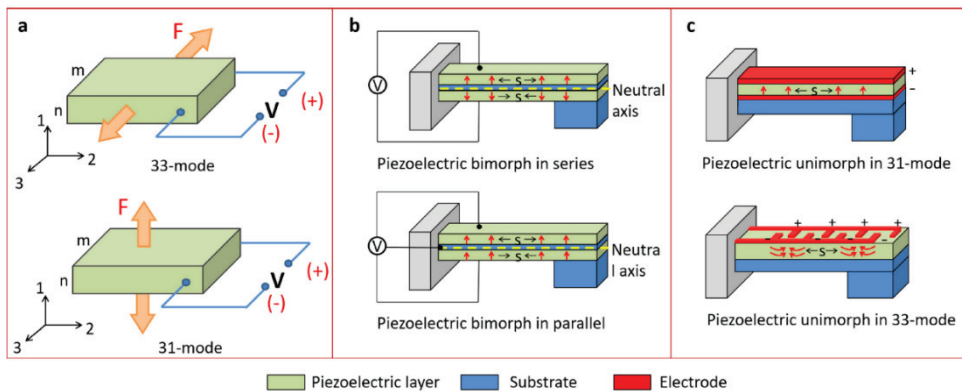 a
F
m
n
V
(+)
(-)
1
2
3
33-mode
F
m
n
V
(+)
(-)
1
2
3
31-mode
b
V
S
S
Neutral
axis
Piezoelectric bimorph in series
V
S
S
Neutra
l axis
Piezoelectric bimorph in parallel
c
+
-
S
Piezoelectric unimorph in 31-mode
+ + + +
- - - -
S
Piezoelectric unimorph in 33-mode
Piezoelectric layer
Substrate
Electrode